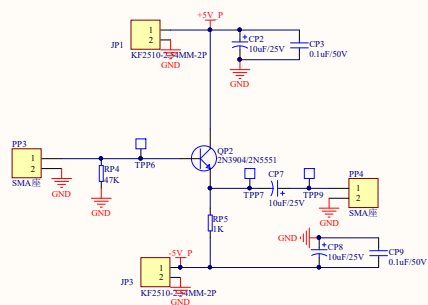 +5V_P
JP1
1
2
GND
KF2510-2.54MM-2P
CP2
10uF/25V
CP3
0.1uF/50V
GND
PP3
1
2
SMA座
GND
RP4
47K
GND
TPP6
QP2
2N3904/2N5551
TPP7
CP7
10uF/25V
TPP9
PP4
1
2
SMA座
GND
RP5
1K
GND
CP8
10uF/25V
CP9
0.1uF/50V
-5V_P
JP3
1
2
KF2510-2.54MM-2P
GND